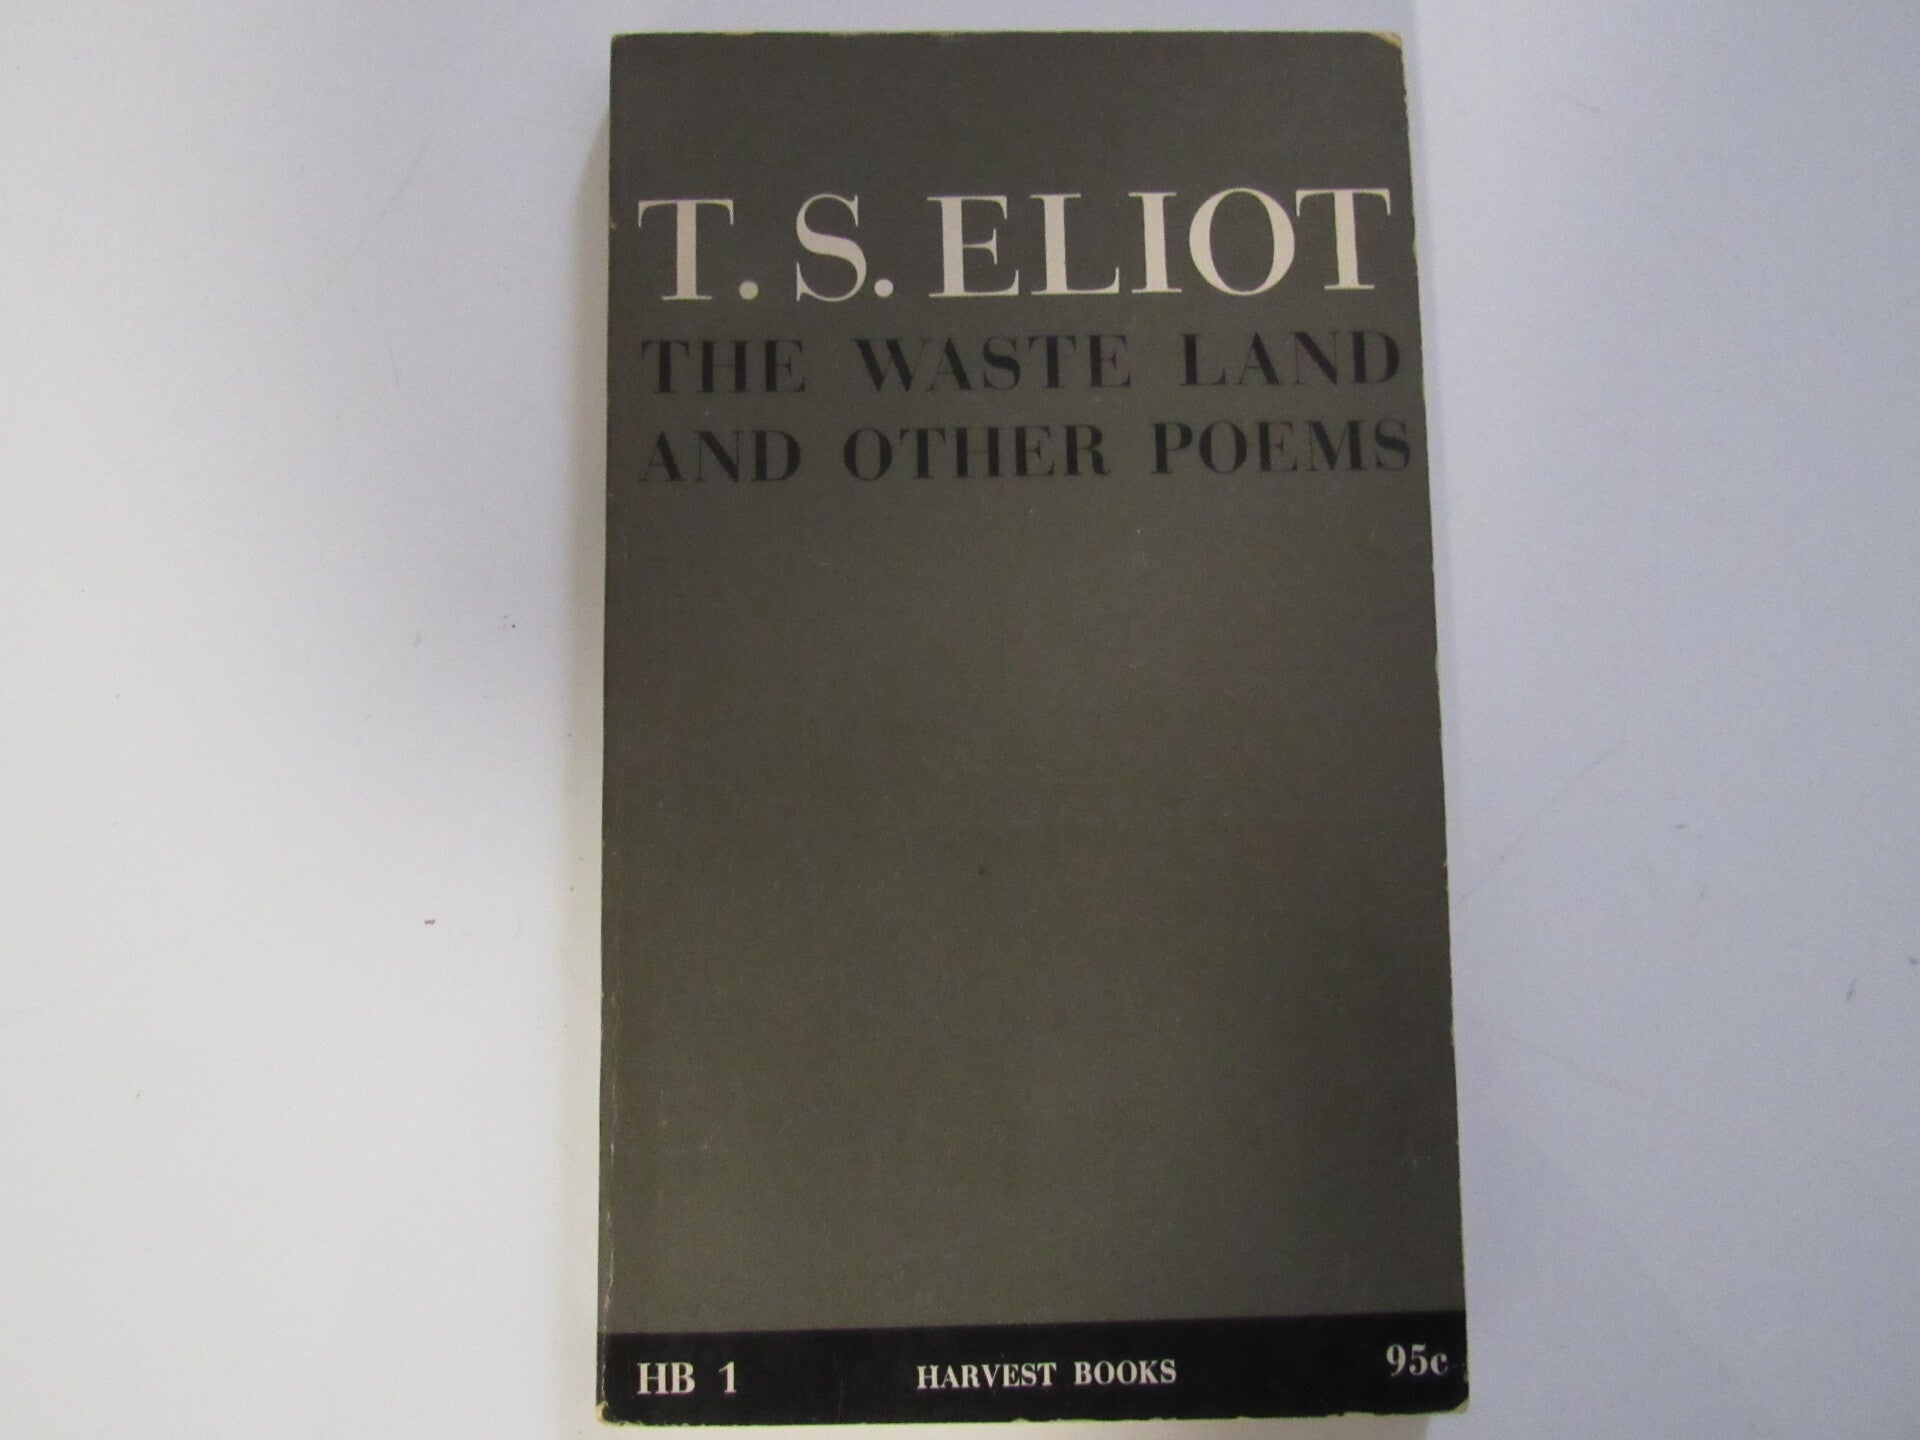 T. S. ELIOT
THE WASTE LAND
AND OTHER POEMS
HB 1 HARVEST BOOKS 95c